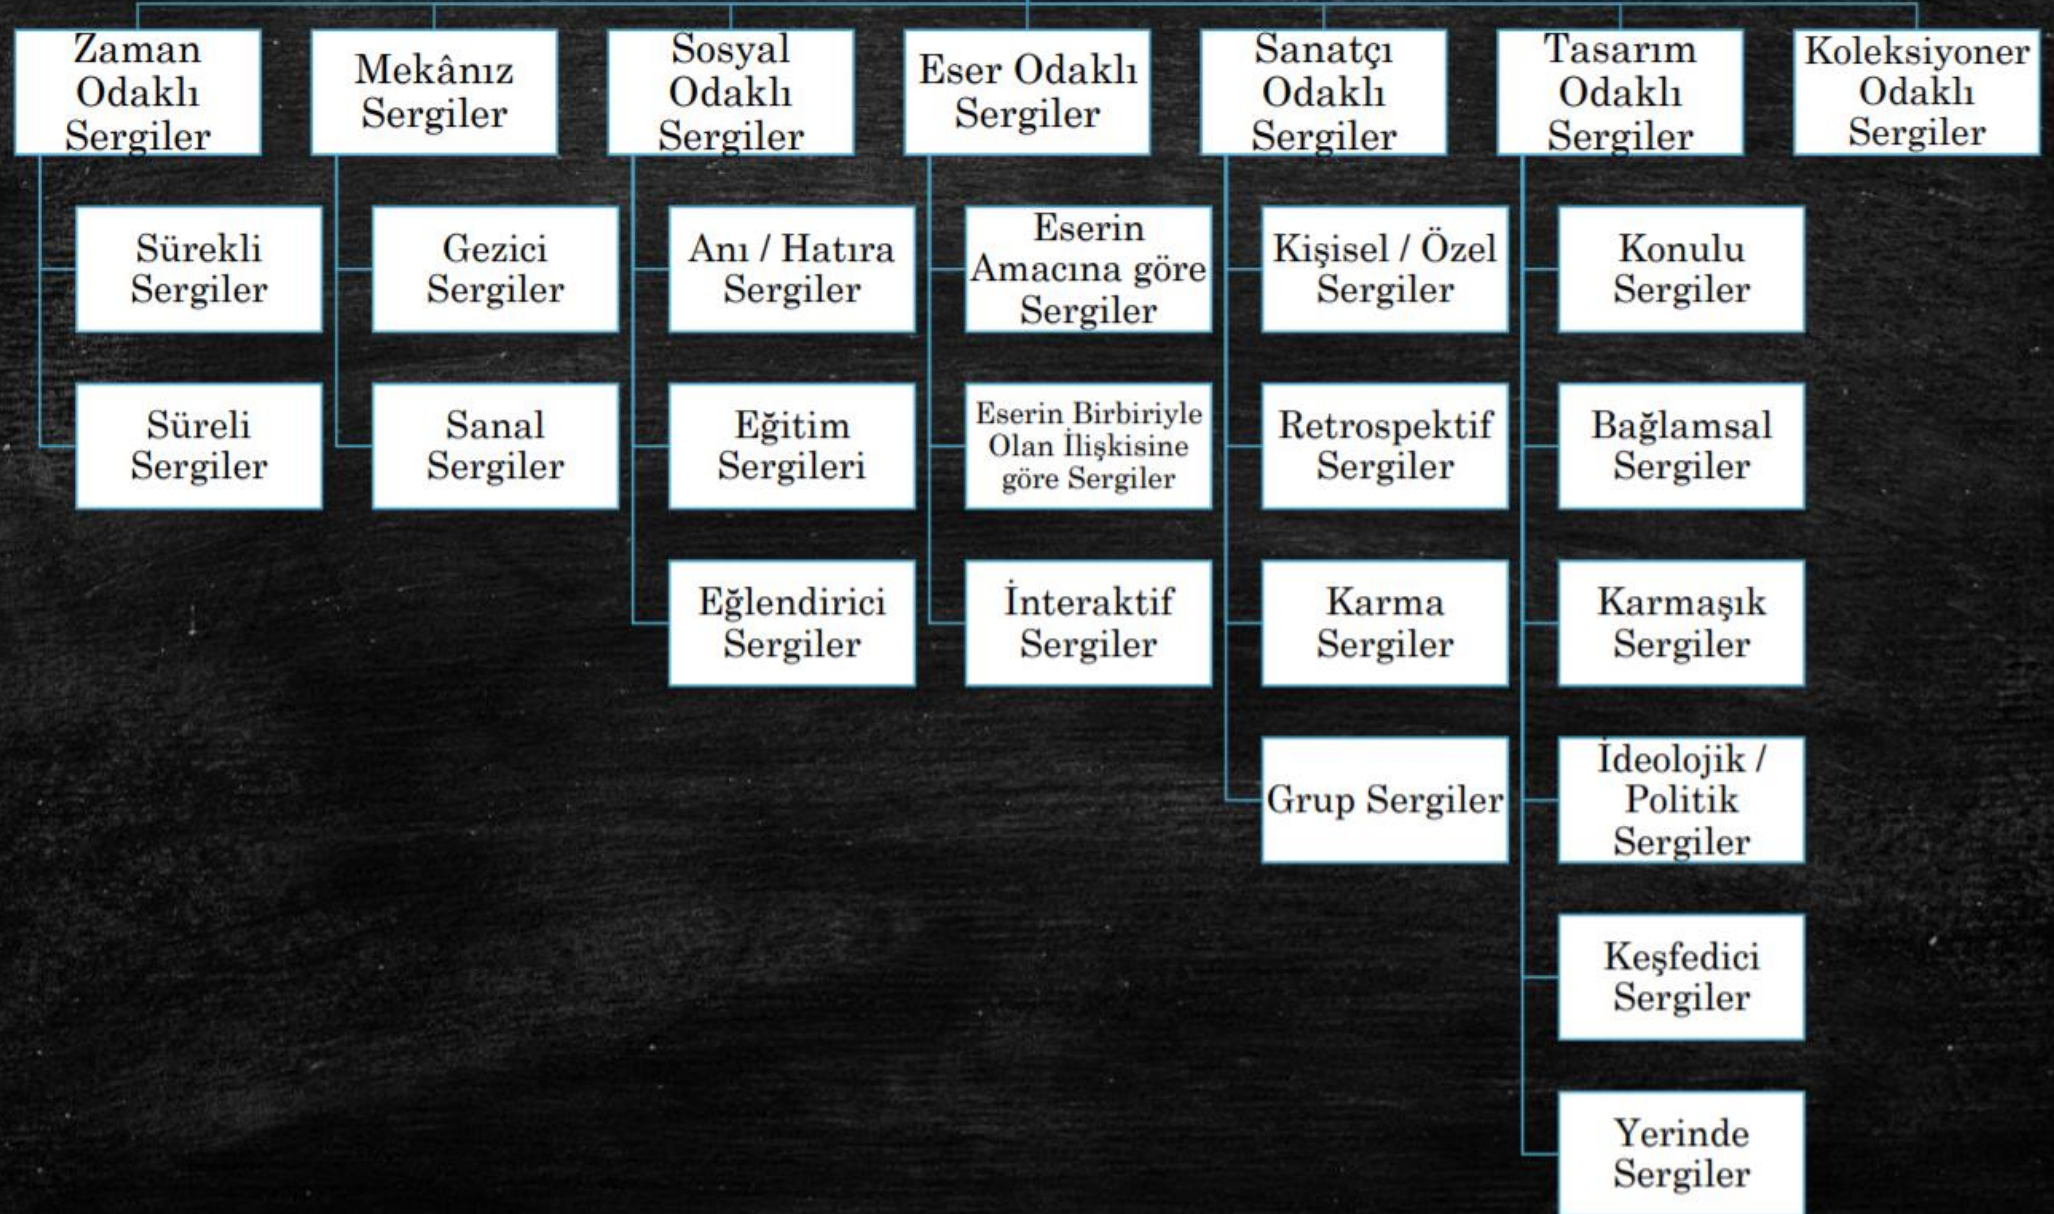 Zaman
Odaklı
Sergiler
Mekânız
Sergiler
Sosyal
Odaklı
Sergiler
Eser Odaklı
Sergiler
Sanatçı
Odaklı
Sergiler
Tasarım
Odaklı
Sergiler
Koleksiyoner
Odaklı
Sergiler
Sürekli
Sergiler
Gezici
Sergiler
Anı / Hatıra
Sergiler
Eserin
Amacına göre
Sergiler
Kişisel / Özel
Sergiler
Konulu
Sergiler
Süreli
Sergiler
Sanal
Sergiler
Eğitim
Sergileri
Eserin Birbiriyle
Olan İlişkisine
göre Sergiler
Retrospektif
Sergiler
Bağlamsal
Sergiler
Eğlendirici
Sergiler
İnteraktif
Sergiler
Karma
Sergiler
Karmaşık
Sergiler
Grup Sergiler
İdeolojik /
Politik
Sergiler
Keşfedici
Sergiler
Yerinde
Sergiler